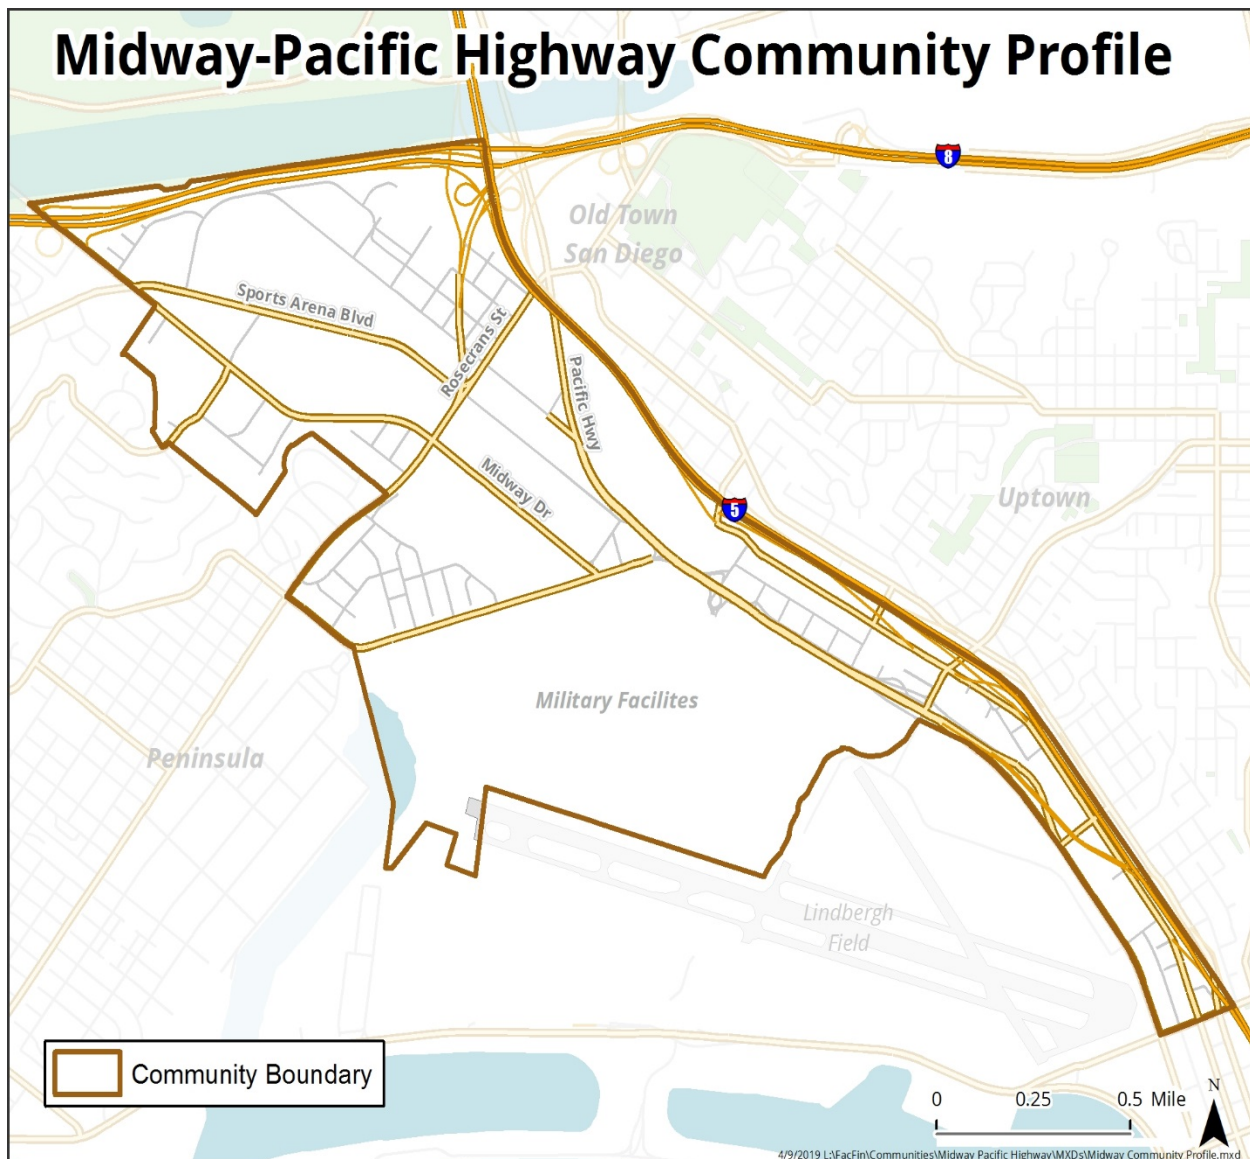 Midway-Pacific Highway Community Profile
8
Old Town
San Diego
Sports Arena Blvd
Rosecrans St
Pacific Hwy
Midway Dr
5
Uptown
Military Facilites
Peninsula
Lindbergh
Field
Community Boundary
0 0.25 0.5 Mile
N
4/9/2019 L:\FacFin\Communities\Midway Pacific Highway\MXDs\Midway Community Profile.mxd